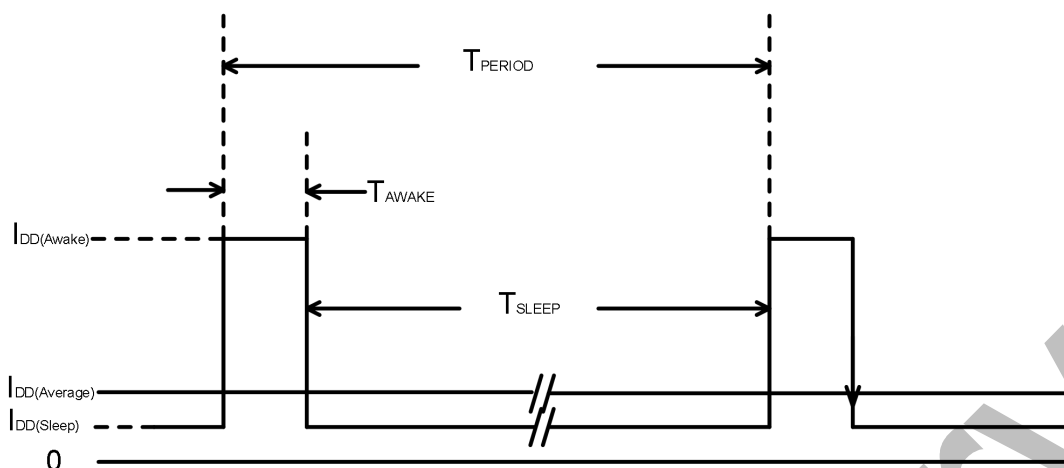 TPERIOD
TAWAKE
IDD(Awake)
TSLEEP
IDD(Average)
IDD(Sleep)
0